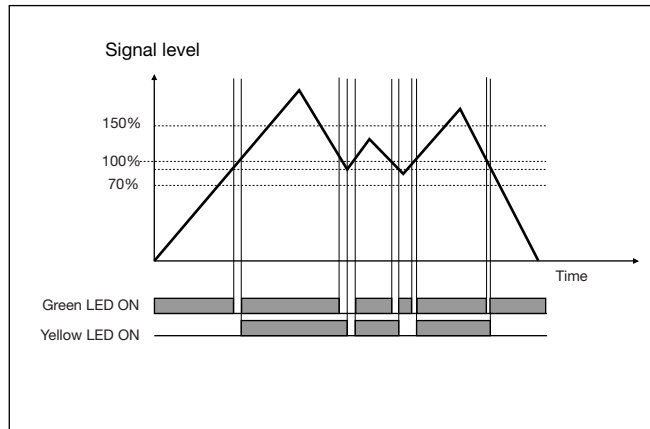 Signal level
150%
100%
70%
Time
Green LED ON
Yellow LED ON